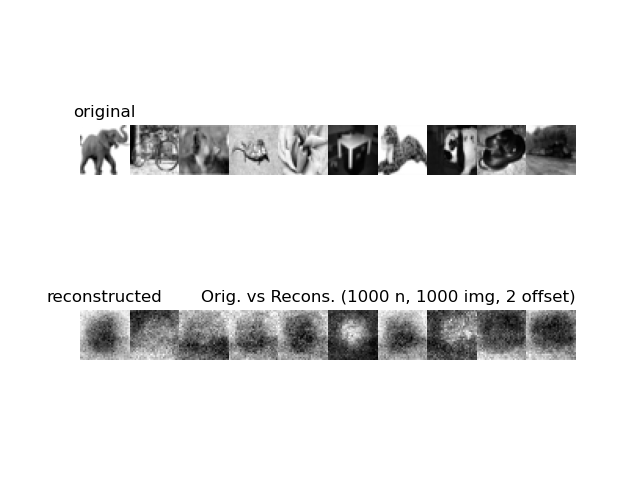 original
reconstructed
Orig. vs Recons. (1000 n, 1000 img, 2 offset)